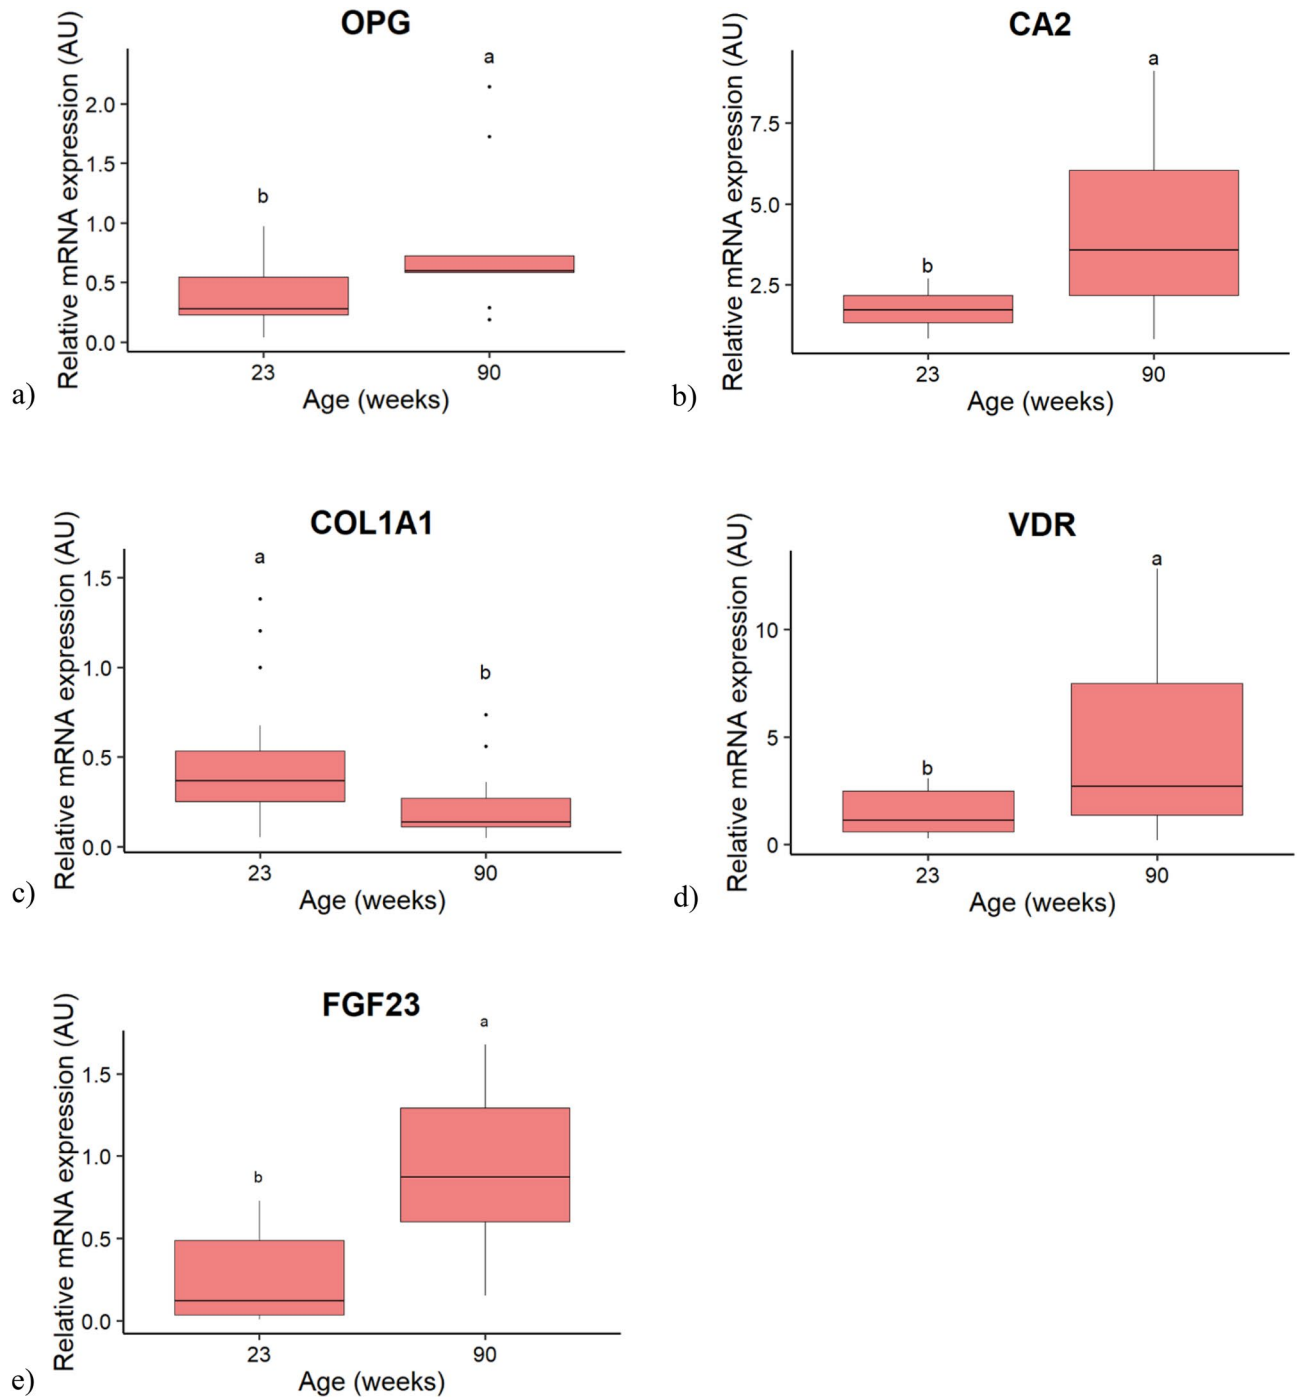 OPG
Relative mRNA expression (AU)
2.0
1.5
1.0
0.5
0.0
a
b
23
90
Age (weeks)
a)
CA2
Relative mRNA expression (AU)
7.5
5.0
2.5
a
b
23
90
Age (weeks)
b)
COL1A1
Relative mRNA expression (AU)
1.5
1.0
0.5
0.0
a
b
23
90
Age (weeks)
c)
VDR
Relative mRNA expression (AU)
10
5
0
a
b
23
90
Age (weeks)
d)
FGF23
Relative mRNA expression (AU)
1.5
1.0
0.5
0.0
a
b
23
90
Age (weeks)
e)